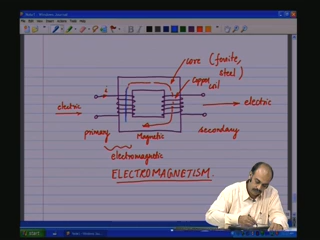 core (ferrite,
steel)
i
copper
coil
electric
electric
primary
Magnetic
secondary
electromagnetic
ELECTROMAGNETISM.